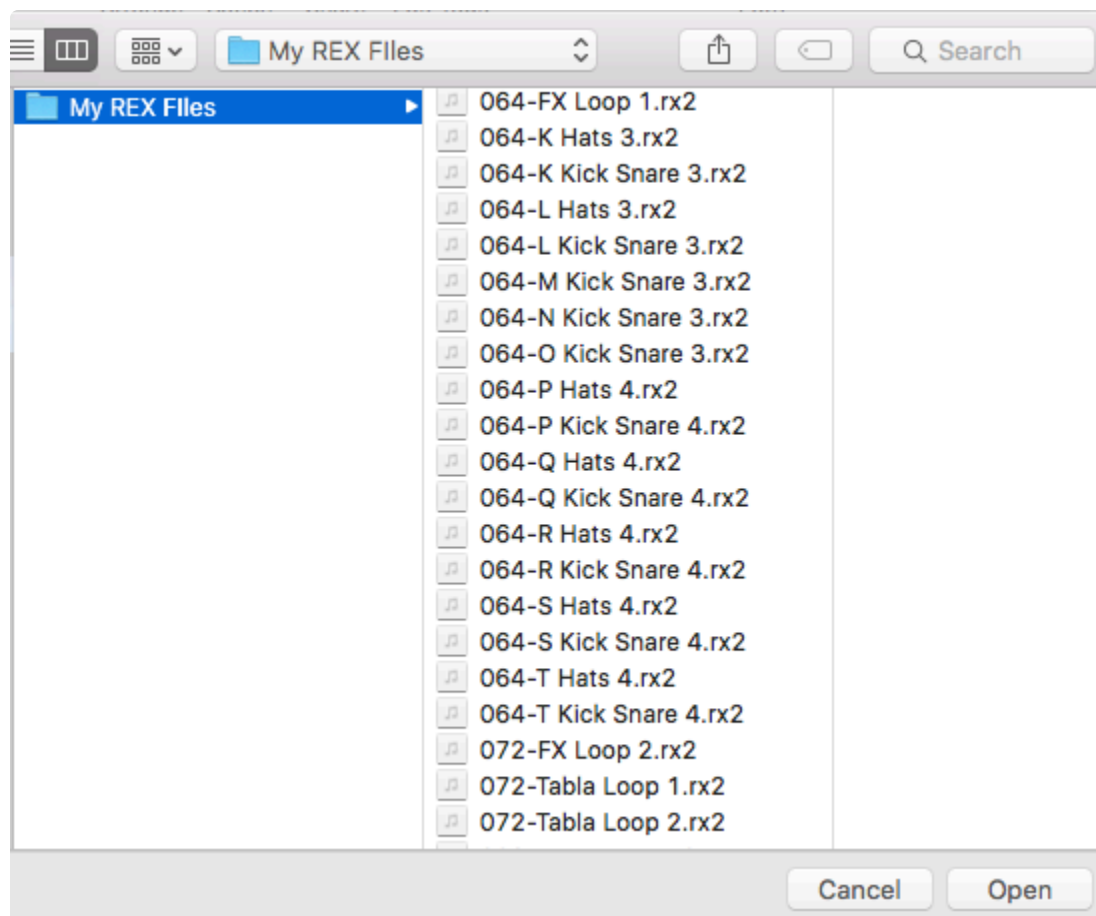 My REX FIles
Search
My REX FIles
064-FX Loop 1.rx2
064-K Hats 3.rx2
064-K Kick Snare 3.rx2
064-L Hats 3.rx2
064-L Kick Snare 3.rx2
064-M Kick Snare 3.rx2
064-N Kick Snare 3.rx2
064-O Kick Snare 3.rx2
064-P Hats 4.rx2
064-P Kick Snare 4.rx2
064-Q Hats 4.rx2
064-Q Kick Snare 4.rx2
064-R Hats 4.rx2
064-R Kick Snare 4.rx2
064-S Hats 4.rx2
064-S Kick Snare 4.rx2
064-T Hats 4.rx2
064-T Kick Snare 4.rx2
072-FX Loop 2.rx2
072-Tabla Loop 1.rx2
072-Tabla Loop 2.rx2
Cancel
Open